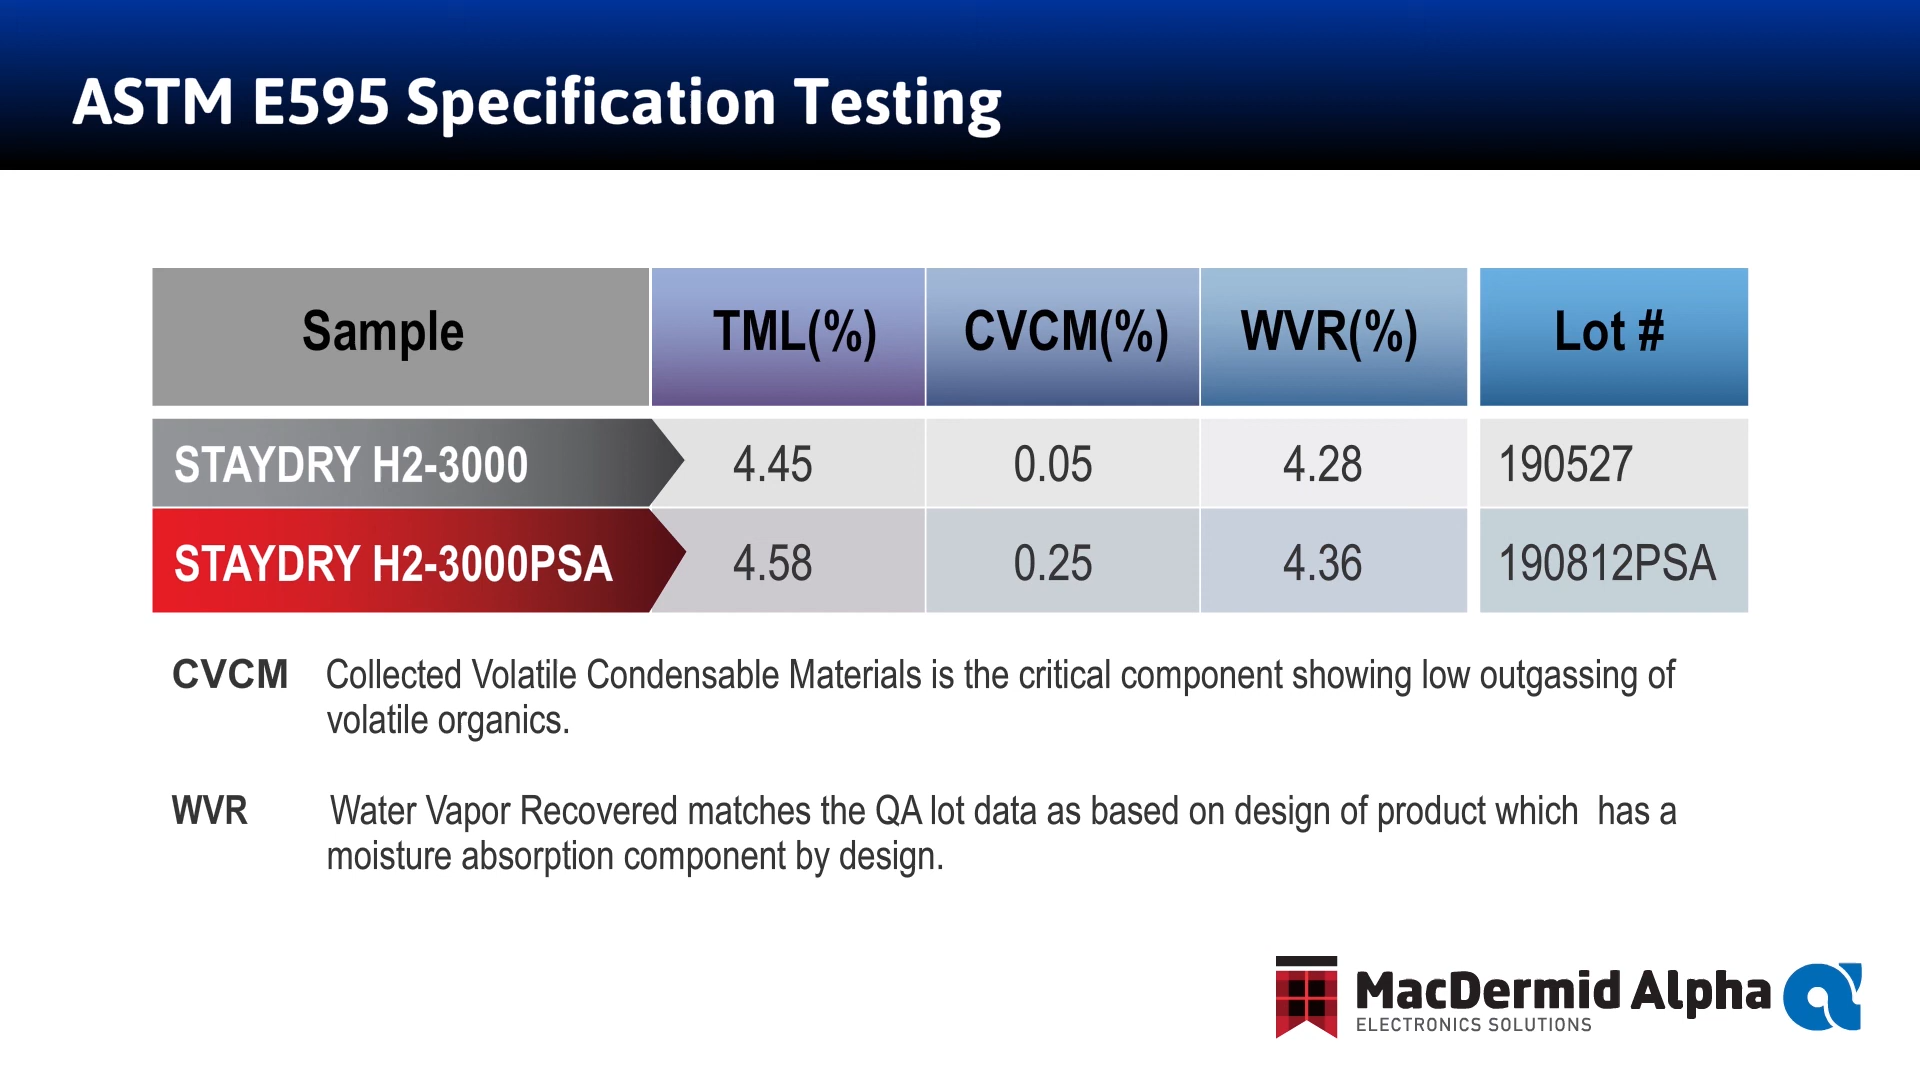 ASTM E595 Specification Testing
Sample TML(%) CVCM(%) WVR(%) Lot #
STAYDRY H2-3000 4.45 0.05 4.28 190527
STAYDRY H2-3000PSA 4.58 0.25 4.36 190812PSA
CVCM Collected Volatile Condensable Materials is the critical component showing low outgassing of
volatile organics.
WVR Water Vapor Recovered matches the QA lot data as based on design of product which has a
moisture absorption component by design.
MacDermid Alpha
ELECTRONICS SOLUTIONS